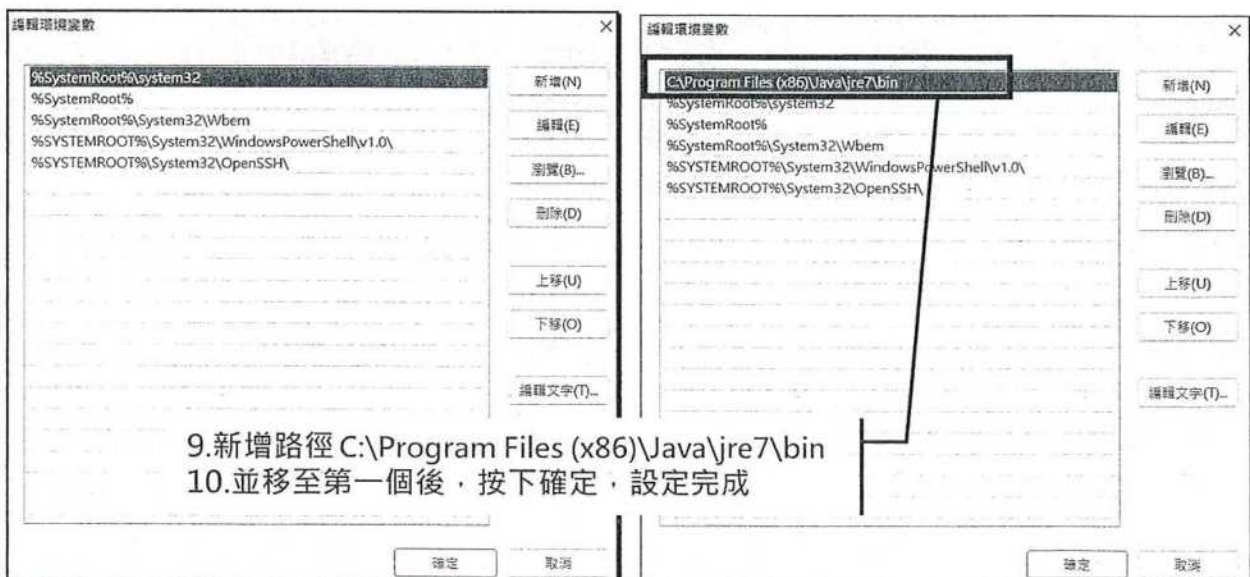 編輯環境變數
%SystemRoot%\system32
%SystemRoot%
%SystemRoot%\System32\Wbem
%SYSTEMROOT%\System32\WindowsPowerShell\v1.0\
%SYSTEMROOT%\System32\OpenSSH\
新增(N)
編輯(E)
瀏覽(B)...
刪除(D)
上移(U)
下移(O)
編輯文字(T)...
確定
取消
編輯環境變數
C:\Program Files (x86)\Java\jre7\bin
%SystemRoot%\system32
%SystemRoot%
%SystemRoot%\System32\Wbem
%SYSTEMROOT%\System32\WindowsPowerShell\v1.0\
%SYSTEMROOT%\System32\OpenSSH\
新增(N)
編輯(E)
瀏覽(B)...
刪除(D)
上移(U)
下移(O)
編輯文字(T)...
確定
取消
9.新增路徑 C:\Program Files (x86)\Java\jre7\bin
10.並移至第一個後，按下確定，設定完成